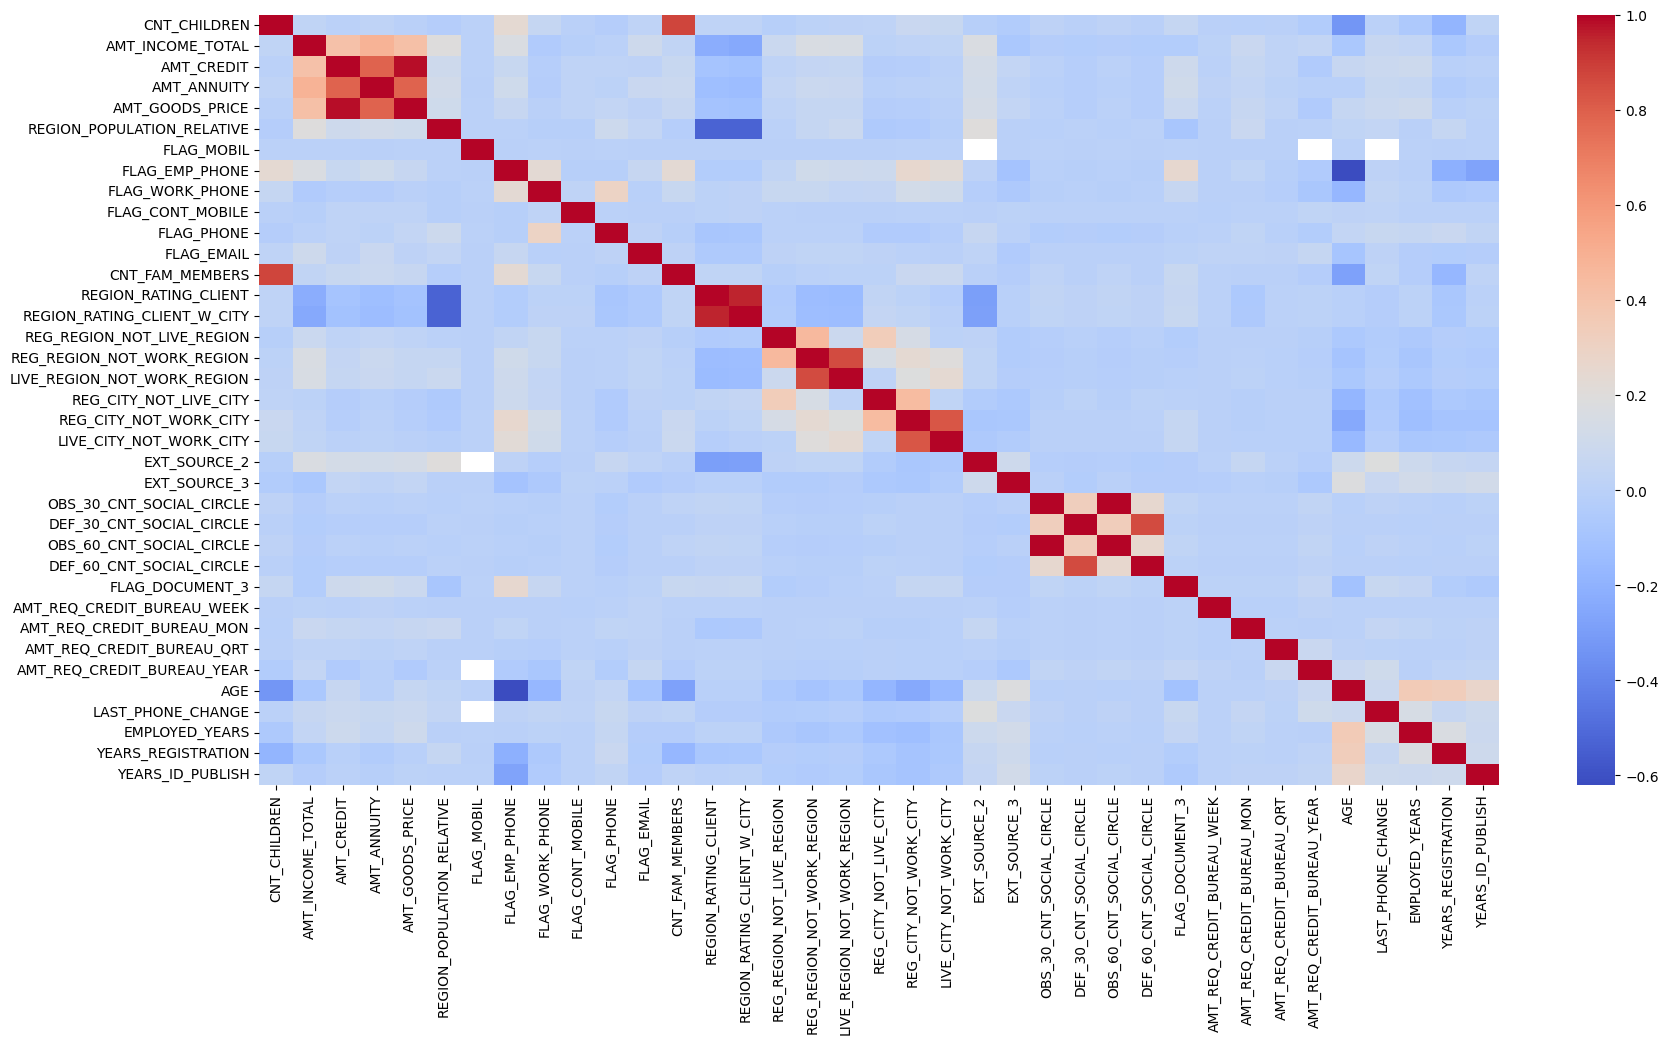 CNT_CHILDREN
AMT_INCOME_TOTAL
AMT_CREDIT
AMT_ANNUITY
AMT_GOODS_PRICE
REGION_POPULATION_RELATIVE
FLAG_MOBIL
FLAG_EMP_PHONE
FLAG_WORK_PHONE
FLAG_CONT_MOBILE
FLAG_PHONE
FLAG_EMAIL
CNT_FAM_MEMBERS
REGION_RATING_CLIENT
REGION_RATING_CLIENT_W_CITY
REG_REGION_NOT_LIVE_REGION
REG_REGION_NOT_WORK_REGION
LIVE_REGION_NOT_WORK_REGION
REG_CITY_NOT_LIVE_CITY
REG_CITY_NOT_WORK_CITY
LIVE_CITY_NOT_WORK_CITY
EXT_SOURCE_2
EXT_SOURCE_3
OBS_30_CNT_SOCIAL_CIRCLE
DEF_30_CNT_SOCIAL_CIRCLE
OBS_60_CNT_SOCIAL_CIRCLE
DEF_60_CNT_SOCIAL_CIRCLE
FLAG_DOCUMENT_3
AMT_REQ_CREDIT_BUREAU_WEEK
AMT_REQ_CREDIT_BUREAU_MON
AMT_REQ_CREDIT_BUREAU_QRT
AMT_REQ_CREDIT_BUREAU_YEAR
AGE
LAST_PHONE_CHANGE
EMPLOYED_YEARS
YEARS_REGISTRATION
YEARS_ID_PUBLISH
CNT_CHILDREN
AMT_INCOME_TOTAL
AMT_CREDIT
AMT_ANNUITY
AMT_GOODS_PRICE
REGION_POPULATION_RELATIVE
FLAG_MOBIL
FLAG_EMP_PHONE
FLAG_WORK_PHONE
FLAG_CONT_MOBILE
FLAG_PHONE
FLAG_EMAIL
CNT_FAM_MEMBERS
REGION_RATING_CLIENT
REGION_RATING_CLIENT_W_CITY
REG_REGION_NOT_LIVE_REGION
REG_REGION_NOT_WORK_REGION
LIVE_REGION_NOT_WORK_REGION
REG_CITY_NOT_LIVE_CITY
REG_CITY_NOT_WORK_CITY
LIVE_CITY_NOT_WORK_CITY
EXT_SOURCE_2
EXT_SOURCE_3
OBS_30_CNT_SOCIAL_CIRCLE
DEF_30_CNT_SOCIAL_CIRCLE
OBS_60_CNT_SOCIAL_CIRCLE
DEF_60_CNT_SOCIAL_CIRCLE
FLAG_DOCUMENT_3
AMT_REQ_CREDIT_BUREAU_WEEK
AMT_REQ_CREDIT_BUREAU_MON
AMT_REQ_CREDIT_BUREAU_QRT
AMT_REQ_CREDIT_BUREAU_YEAR
AGE
LAST_PHONE_CHANGE
EMPLOYED_YEARS
YEARS_REGISTRATION
YEARS_ID_PUBLISH
1.0
0.8
0.6
0.4
0.2
0.0
−0.2
−0.4
−0.6